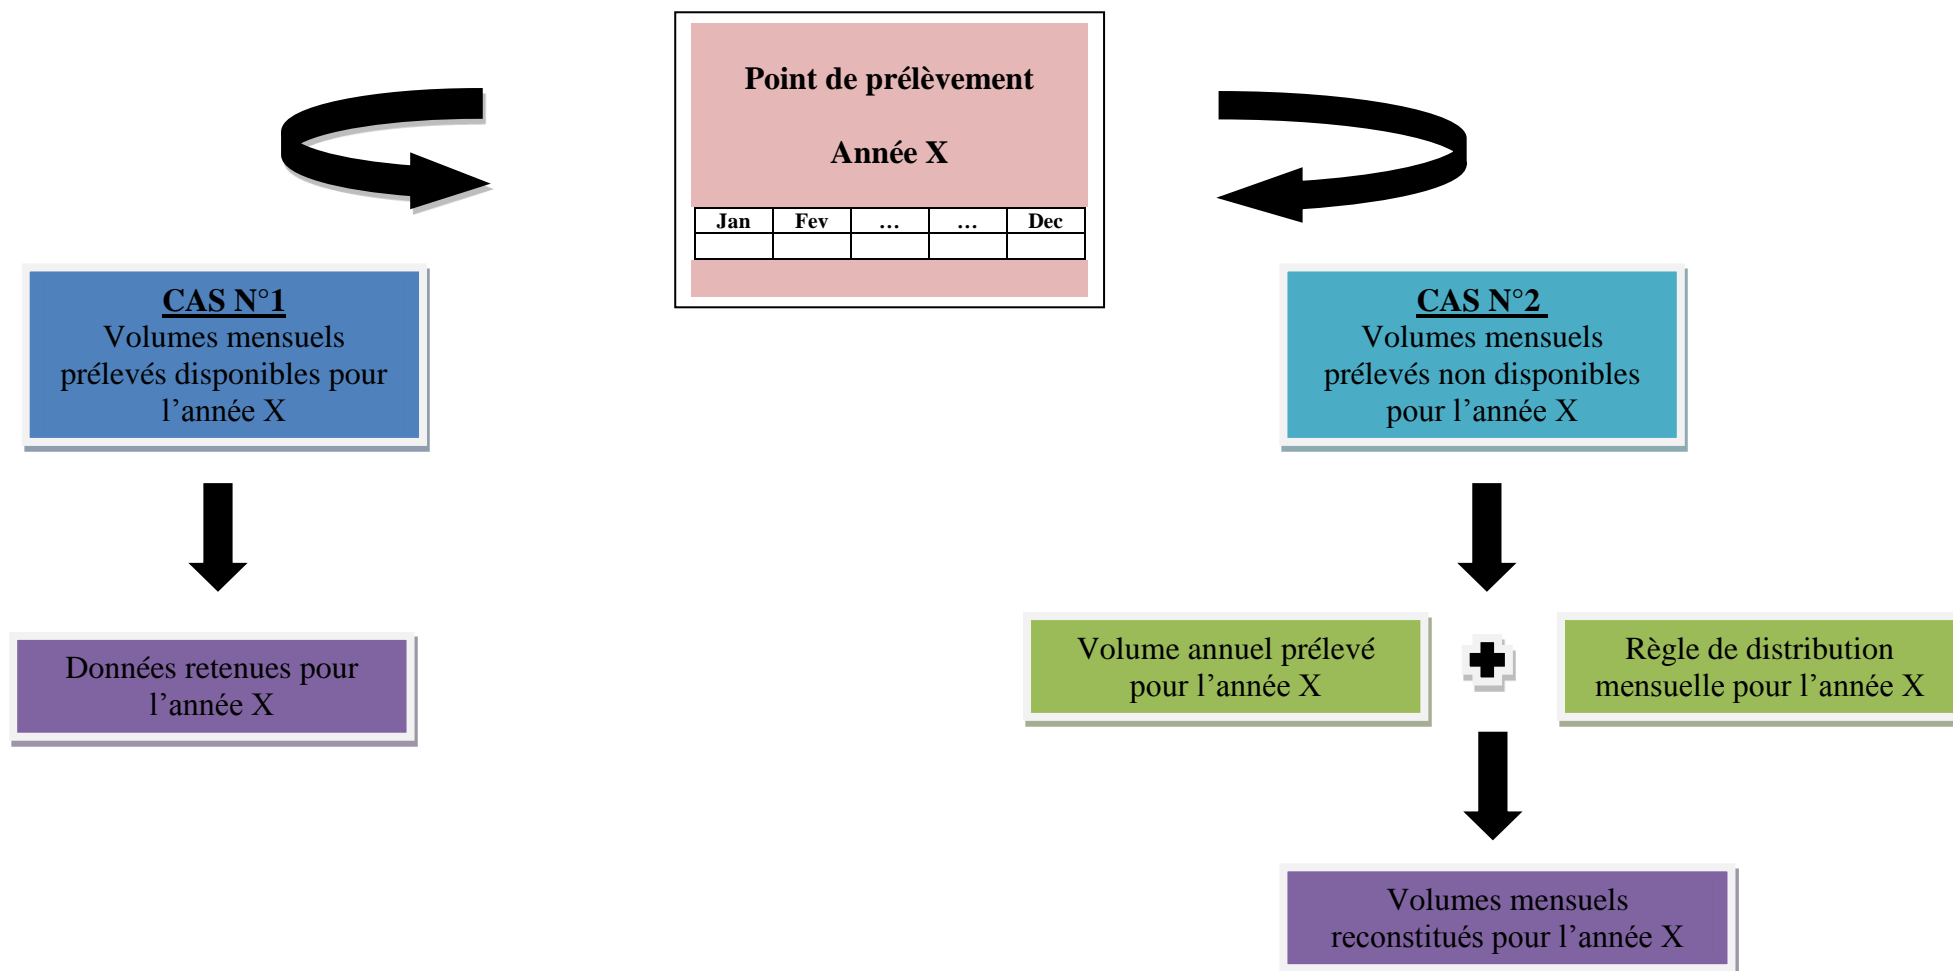 Point de prélèvement
Année X
Jan Fev … … Dec
CAS N°1
Volumes mensuels
prélevés disponibles pour
l’année X
CAS N°2
Volumes mensuels
prélevés non disponibles
pour l’année X
Données retenues pour
l’année X
Volume annuel prélevé
pour l’année X
Règle de distribution
mensuelle pour l’année X
Volumes mensuels
reconstitués pour l’année X